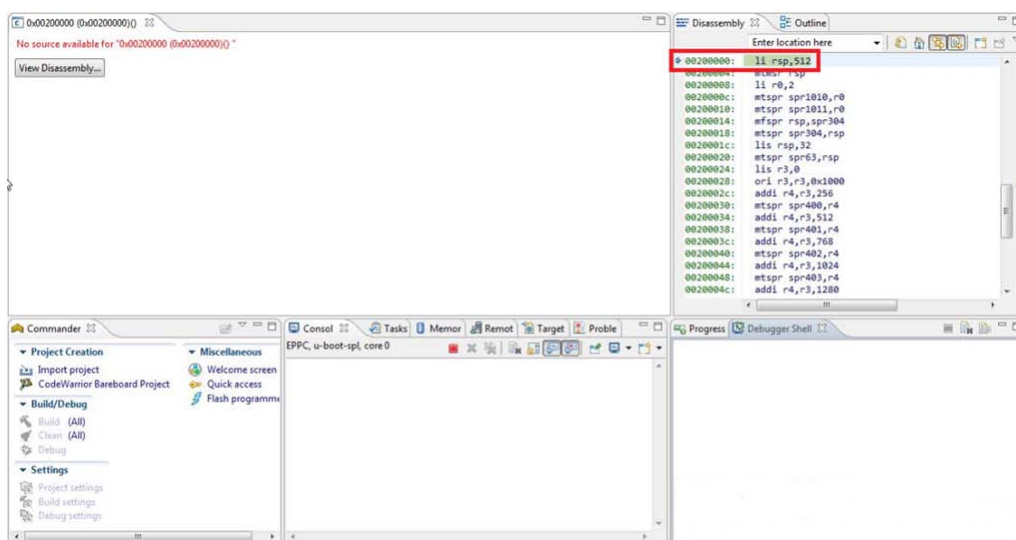 0x00200000 (0x00200000)()
No source available for "0x00200000 (0x00200000)() "
View Disassembly...
Disassembly
Outline
Enter location here
00200000: li rsp,512
00200004: mtmsr rsp
00200008: li r0,2
0020000c: mtspr spr1010,r0
00200010: mtspr spr1011,r0
00200014: mfspr rsp,spr304
00200018: mtspr spr304,rsp
0020001c: lis rsp,32
00200020: mtspr spr63,rsp
00200024: lis r3,0
00200028: ori r3,r3,0x1000
0020002c: addi r4,r3,256
00200030: mtspr spr400,r4
00200034: addi r4,r3,512
00200038: mtspr spr401,r4
0020003c: addi r4,r3,768
00200040: mtspr spr402,r4
00200044: addi r4,r3,1024
00200048: mtspr spr403,r4
0020004c: addi r4,r3,1280
Commander
Project Creation
Import project
CodeWarrior Bareboard Project
Build/Debug
Build (All)
Clean (All)
Debug
Settings
Project settings
Build settings
Debug settings
Miscellaneous
Welcome screen
Quick access
Flash programme
Consol
Tasks
Memor
Remot
Target
Proble
EPPC, u-boot-spl, core 0
Progress
Debugger Shell